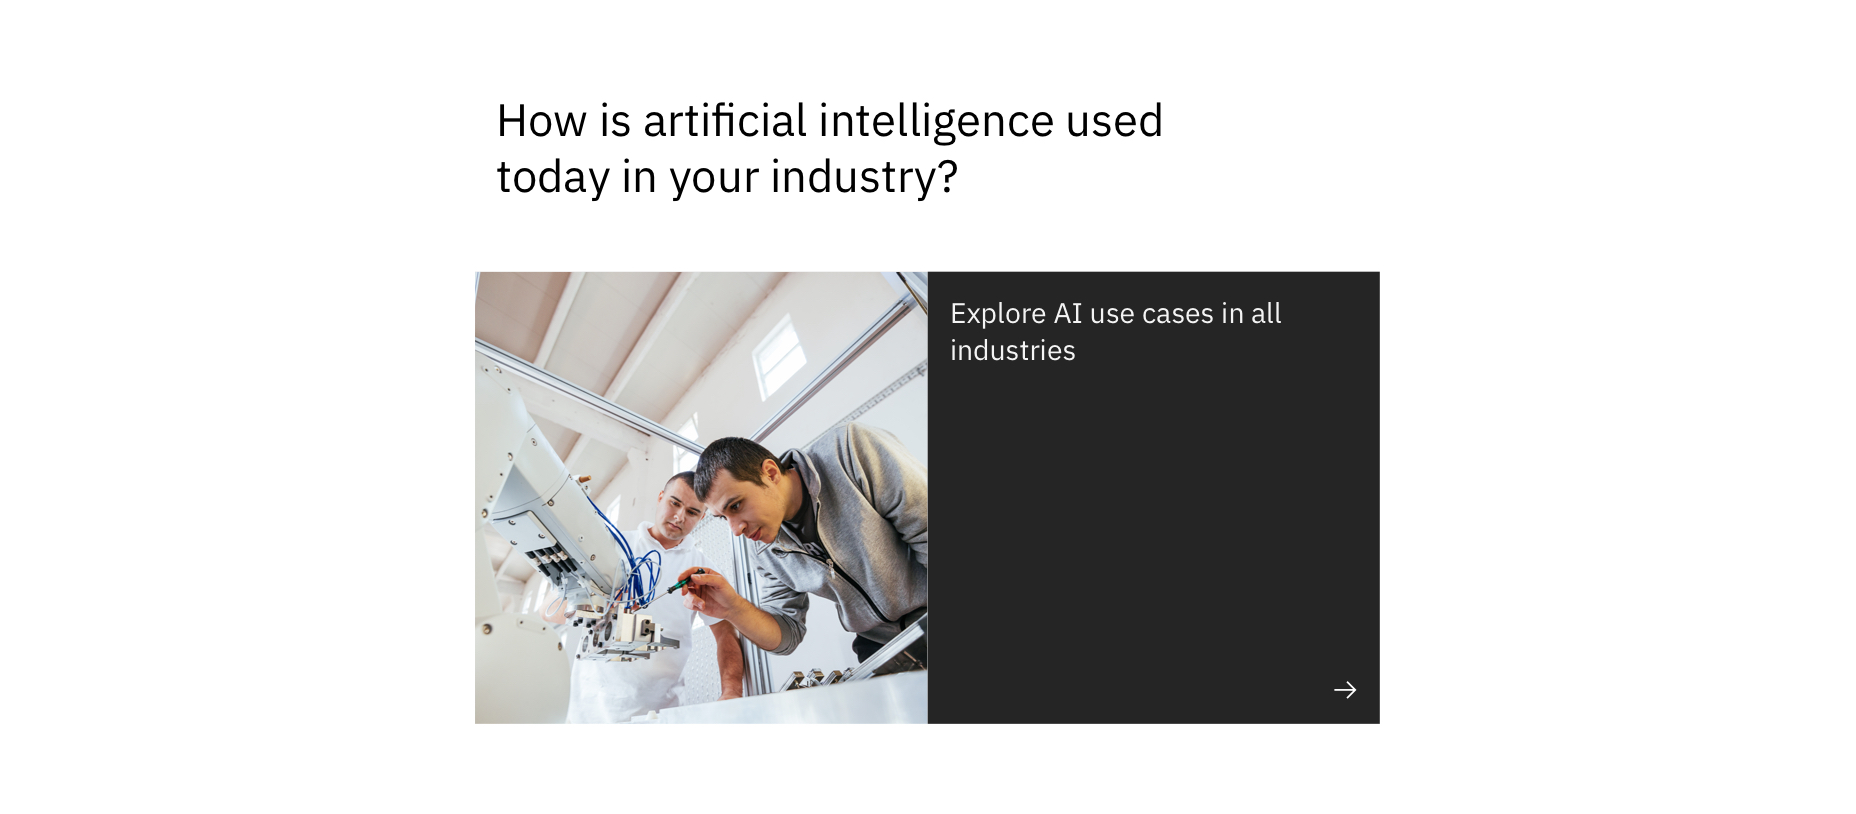 How is artificial intelligence used
today in your industry?
Explore AI use cases in all
industries